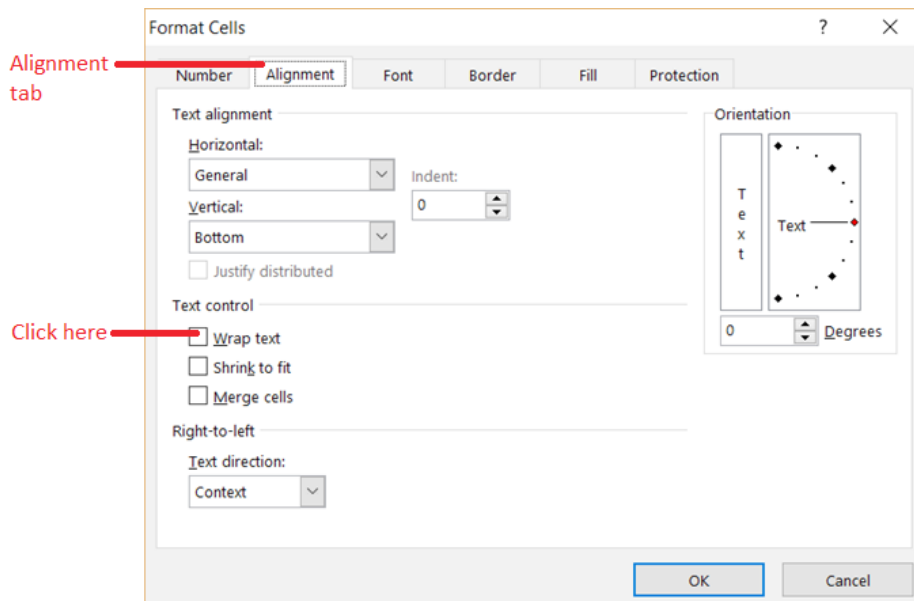 Format Cells ? ×
Alignment
tab
Number Alignment Font Border Fill Protection
Text alignment
Horizontal:
General
Indent:
0
Vertical:
Bottom
Justify distributed
Text control
Click here
Wrap text
Shrink to fit
Merge cells
Right-to-left
Text direction:
Context
Orientation
T
e
x
t
Text
0 Degrees
OK Cancel